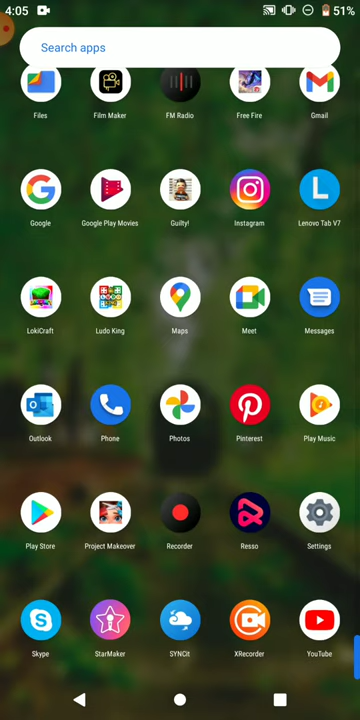 4:05 51%
Search apps
Files Film Maker FM Radio Free Fire Gmail
Google Google Play Movies Guilty! Instagram Lenovo Tab V7
LokiCraft Ludo King Maps Meet Messages
Outlook Phone Photos Pinterest Play Music
Play Store Project Makeover Recorder Resso Settings
Skype StarMaker SYNCit XRecorder YouTube